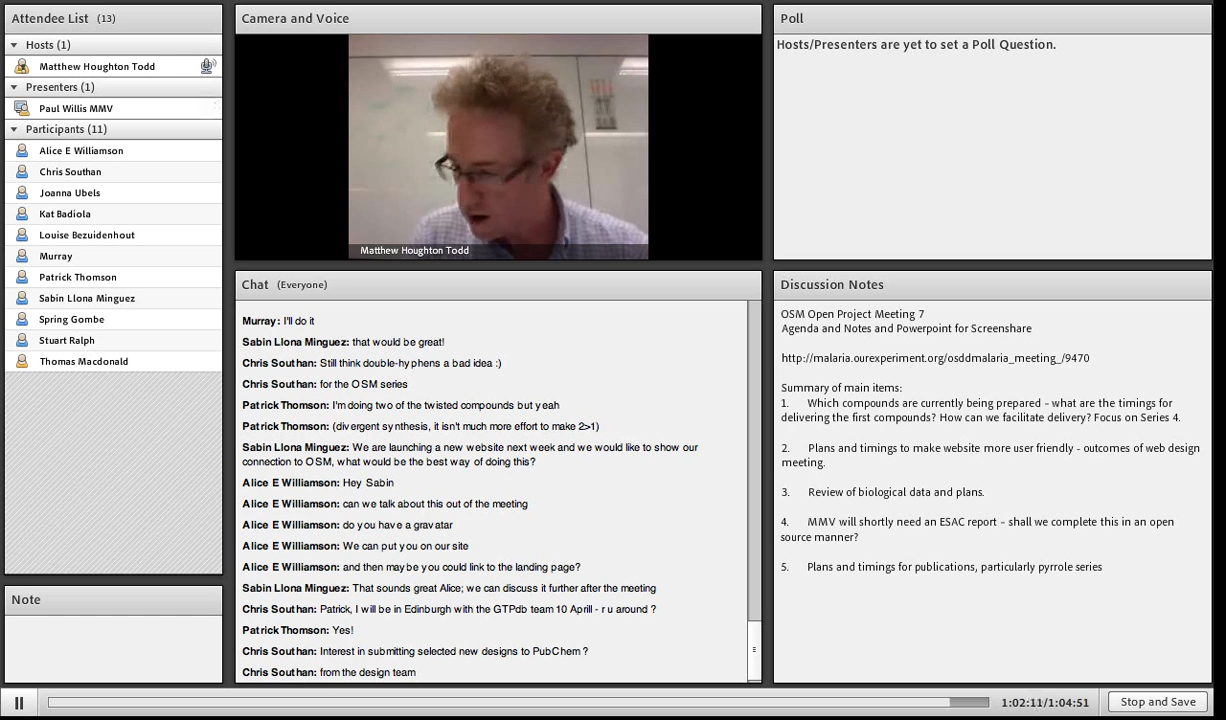 Attendee List (13)
Hosts (1)
Matthew Houghton Todd
Presenters (1)
Paul Willis MMV
Participants (11)
Alice E Williamson
Chris Southan
Joanna Ubels
Kat Badiola
Louise Bezuidenhout
Murray
Patrick Thomson
Sabin Llona Minguez
Spring Gombe
Stuart Ralph
Thomas Macdonald
Note
Camera and Voice
Matthew Houghton Todd
Chat (Everyone)
Murray: I'll do it
Sabin Llona Minguez: that would be great!
Chris Southan: Still think double-hyphens a bad idea :)
Chris Southan: for the OSM series
Patrick Thomson: I'm doing two of the twisted compounds but yeah
Patrick Thomson: (divergent synthesis, it isn't much more effort to make 2>1)
Sabin Llona Minguez: We are launching a new website next week and we would like to show our
connection to OSM, what would be the best way of doing this?
Alice E Williamson: Hey Sabin
Alice E Williamson: can we talk about this out of the meeting
Alice E Williamson: do you have a gravatar
Alice E Williamson: We can put you on our site
Alice E Williamson: and then maybe you could link to the landing page?
Sabin Llona Minguez: That sounds great Alice; we can discuss it further after the meeting
Chris Southan: Patrick, I will be in Edinburgh with the GTPdb team 10 Aprill - r u around ?
Patrick Thomson: Yes!
Chris Southan: Interest in submitting selected new designs to PubChem ?
Chris Southan: from the design team
Poll
Hosts/Presenters are yet to set a Poll Question.
Discussion Notes
OSM Open Project Meeting 7
Agenda and Notes and Powerpoint for Screenshare
http://malaria.ourexperiment.org/osddmalaria_meeting_/9470
Summary of main items:
1. Which compounds are currently being prepared - what are the timings for
delivering the first compounds? How can we facilitate delivery? Focus on Series 4.
2. Plans and timings to make website more user friendly - outcomes of web design
meeting.
3. Review of biological data and plans.
4. MMV will shortly need an ESAC report - shall we complete this in an open
source manner?
5. Plans and timings for publications, particularly pyrrole series
1:02:11/1:04:51
Stop and Save